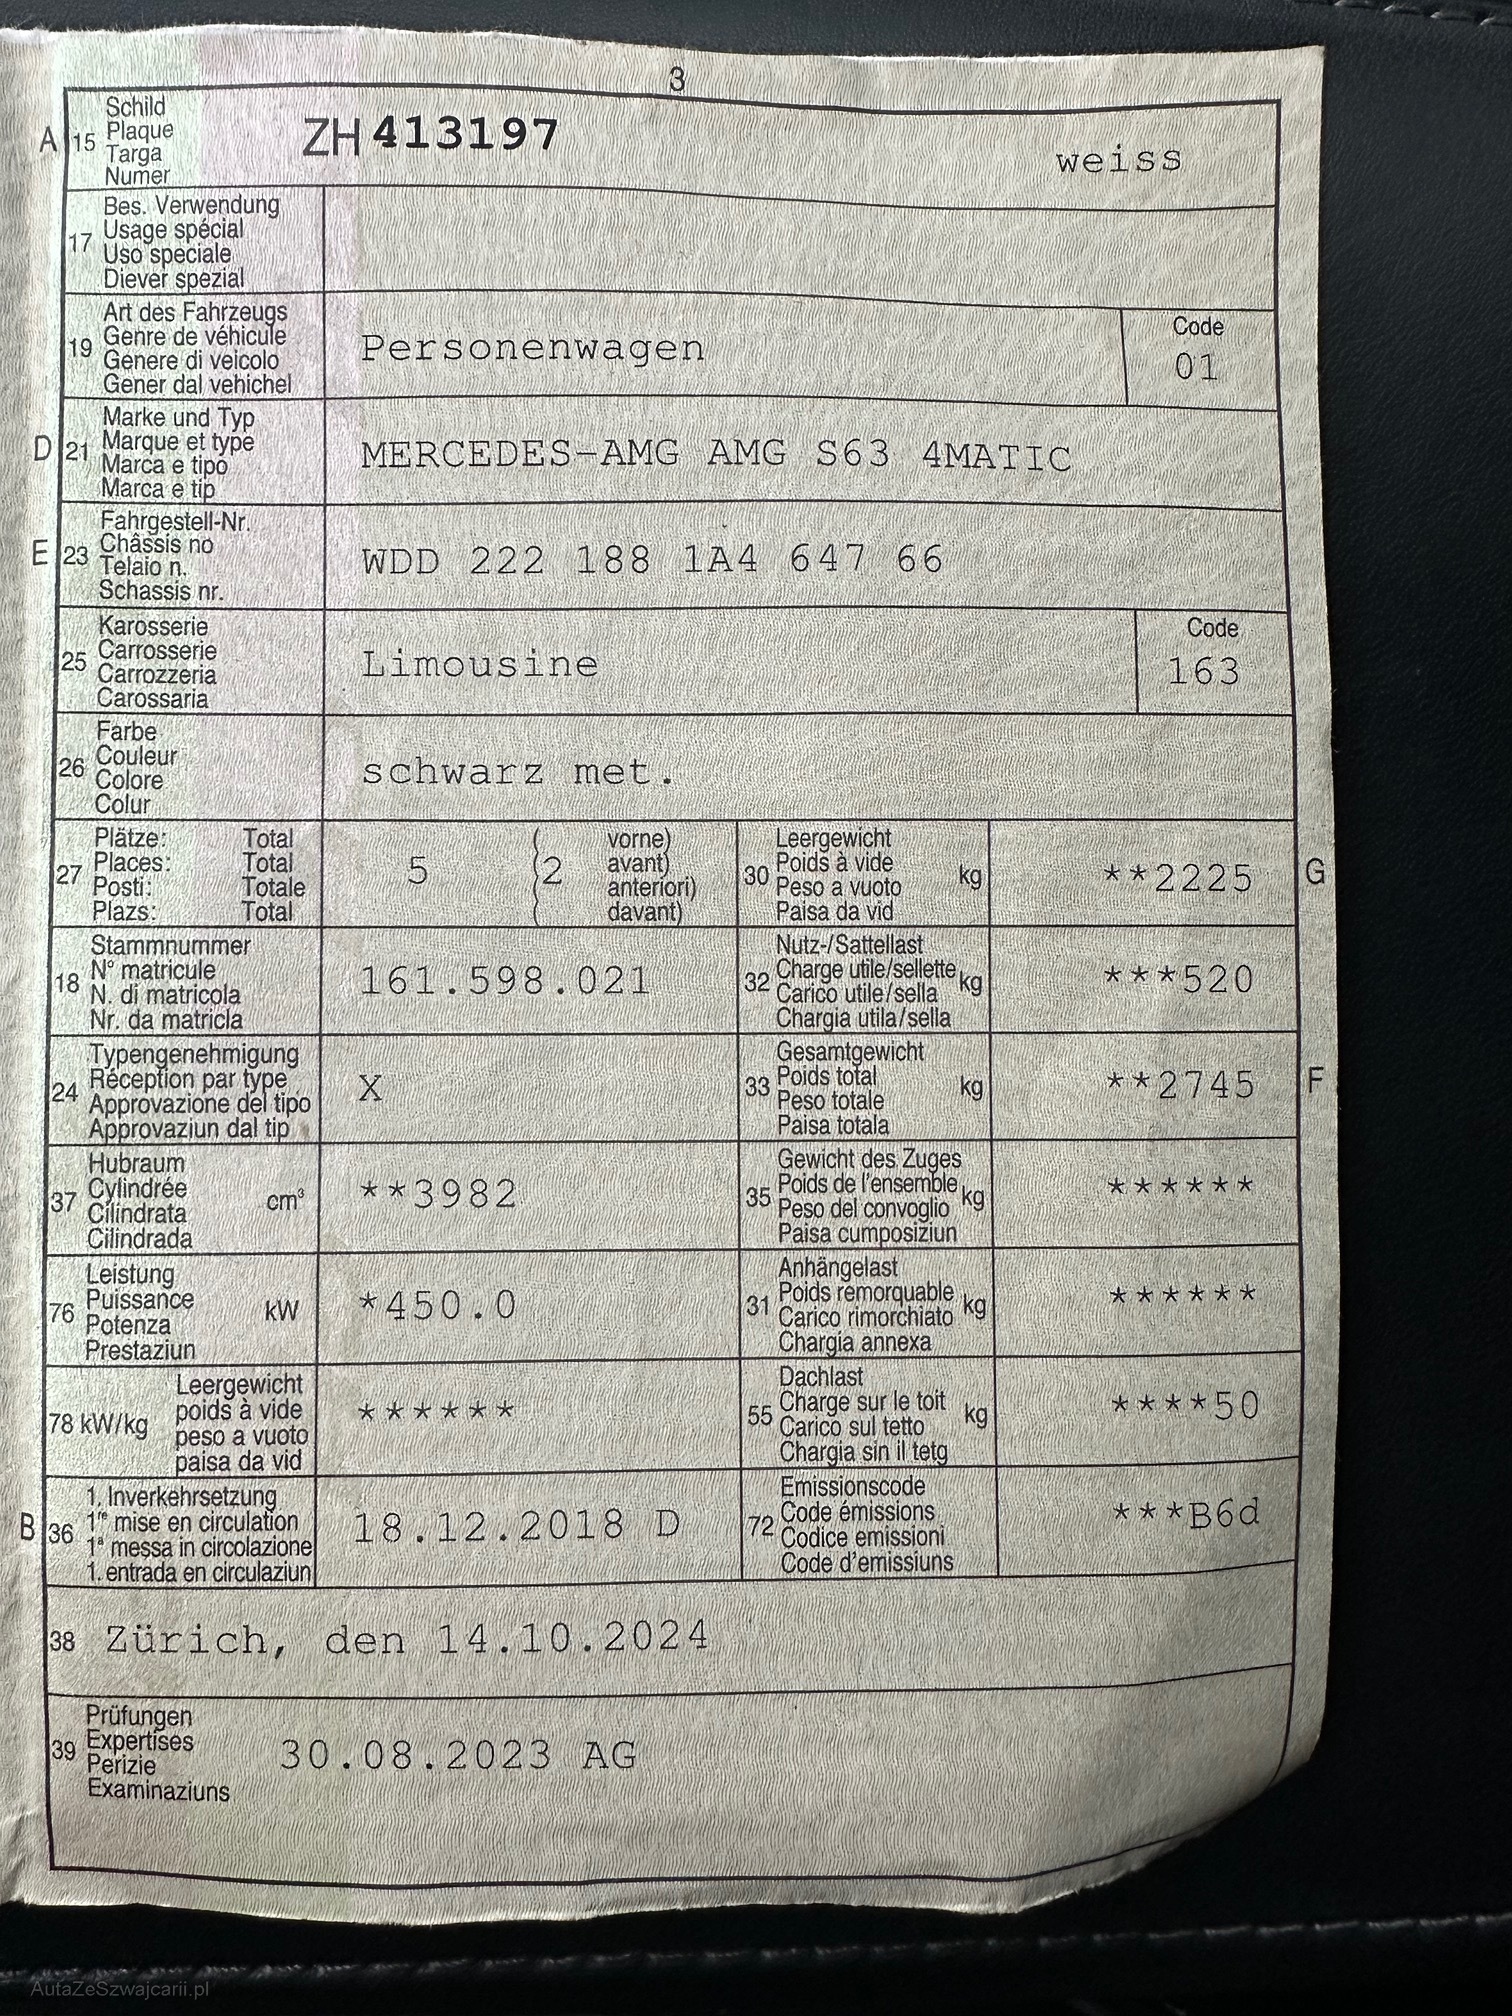 3
A 15 Schild
Plaque
Targa
Numer
ZH 413197
weiss
17 Bes. Verwendung
Usage spécial
Uso speciale
Diever spezial
19 Art des Fahrzeugs
Genre de véhicule
Genere di veicolo
Gener dal vehichel
Personenwagen
Code
01
D 21 Marke und Typ
Marque et type
Marca e tipo
Marca e tip
MERCEDES-AMG AMG S63 4MATIC
E 23 Fahrgestell-Nr.
Châssis no
Telaio n.
Schassis nr.
WDD 222 188 1A4 647 66
25 Karosserie
Carrosserie
Carrozzeria
Carossaria
Limousine
Code
163
26 Farbe
Couleur
Colore
Colur
schwarz met.
27 Plätze: Total
Places: Total
Posti: Totale
Plazs: Total
5
( vorne)
(2 avant)
( anteriori)
( davant)
30 Leergewicht
Poids à vide kg
Peso a vuoto
Paisa da vid
**2225
G
18 Stammnummer
N° matricule
N. di matricola
Nr. da matricla
161.598.021
32 Nutz-/Sattellast
Charge utile/sellette kg
Carico utile/sella
Chargia utila/sella
***520
24 Typengenehmigung
Réception par type
Approvazione del tipo
Approvaziun dal tip
X
33 Gesamtgewicht
Poids total kg
Peso totale
Paisa totala
**2745
F
37 Hubraum
Cylindrée cm³
Cilindrata
Cilindrada
**3982
35 Gewicht des Zuges
Poids de l'ensemble kg
Peso del convoglio
Paisa cumposiziun
******
76 Leistung
Puissance kW
Potenza
Prestaziun
*450.0
31 Anhängelast
Poids remorquable kg
Carico rimorchiato
Chargia annexa
******
78 kW/kg Leergewicht
poids à vide
peso a vuoto
paisa da vid
******
55 Dachlast
Charge sur le toit kg
Carico sul tetto
Chargia sin il tetg
****50
B 36 1. Inverkehrsetzung
1re mise en circulation
1a messa in circolazione
1. entrada en circulaziun
18.12.2018 D
72 Emissionscode
Code émissions
Codice emissioni
Code d'emissiuns
***B6d
38 Zürich, den 14.10.2024
39 Prüfungen
Expertises
Perizie
Examinaziuns
30.08.2023 AG
AutaZeSzwajcarii.pl